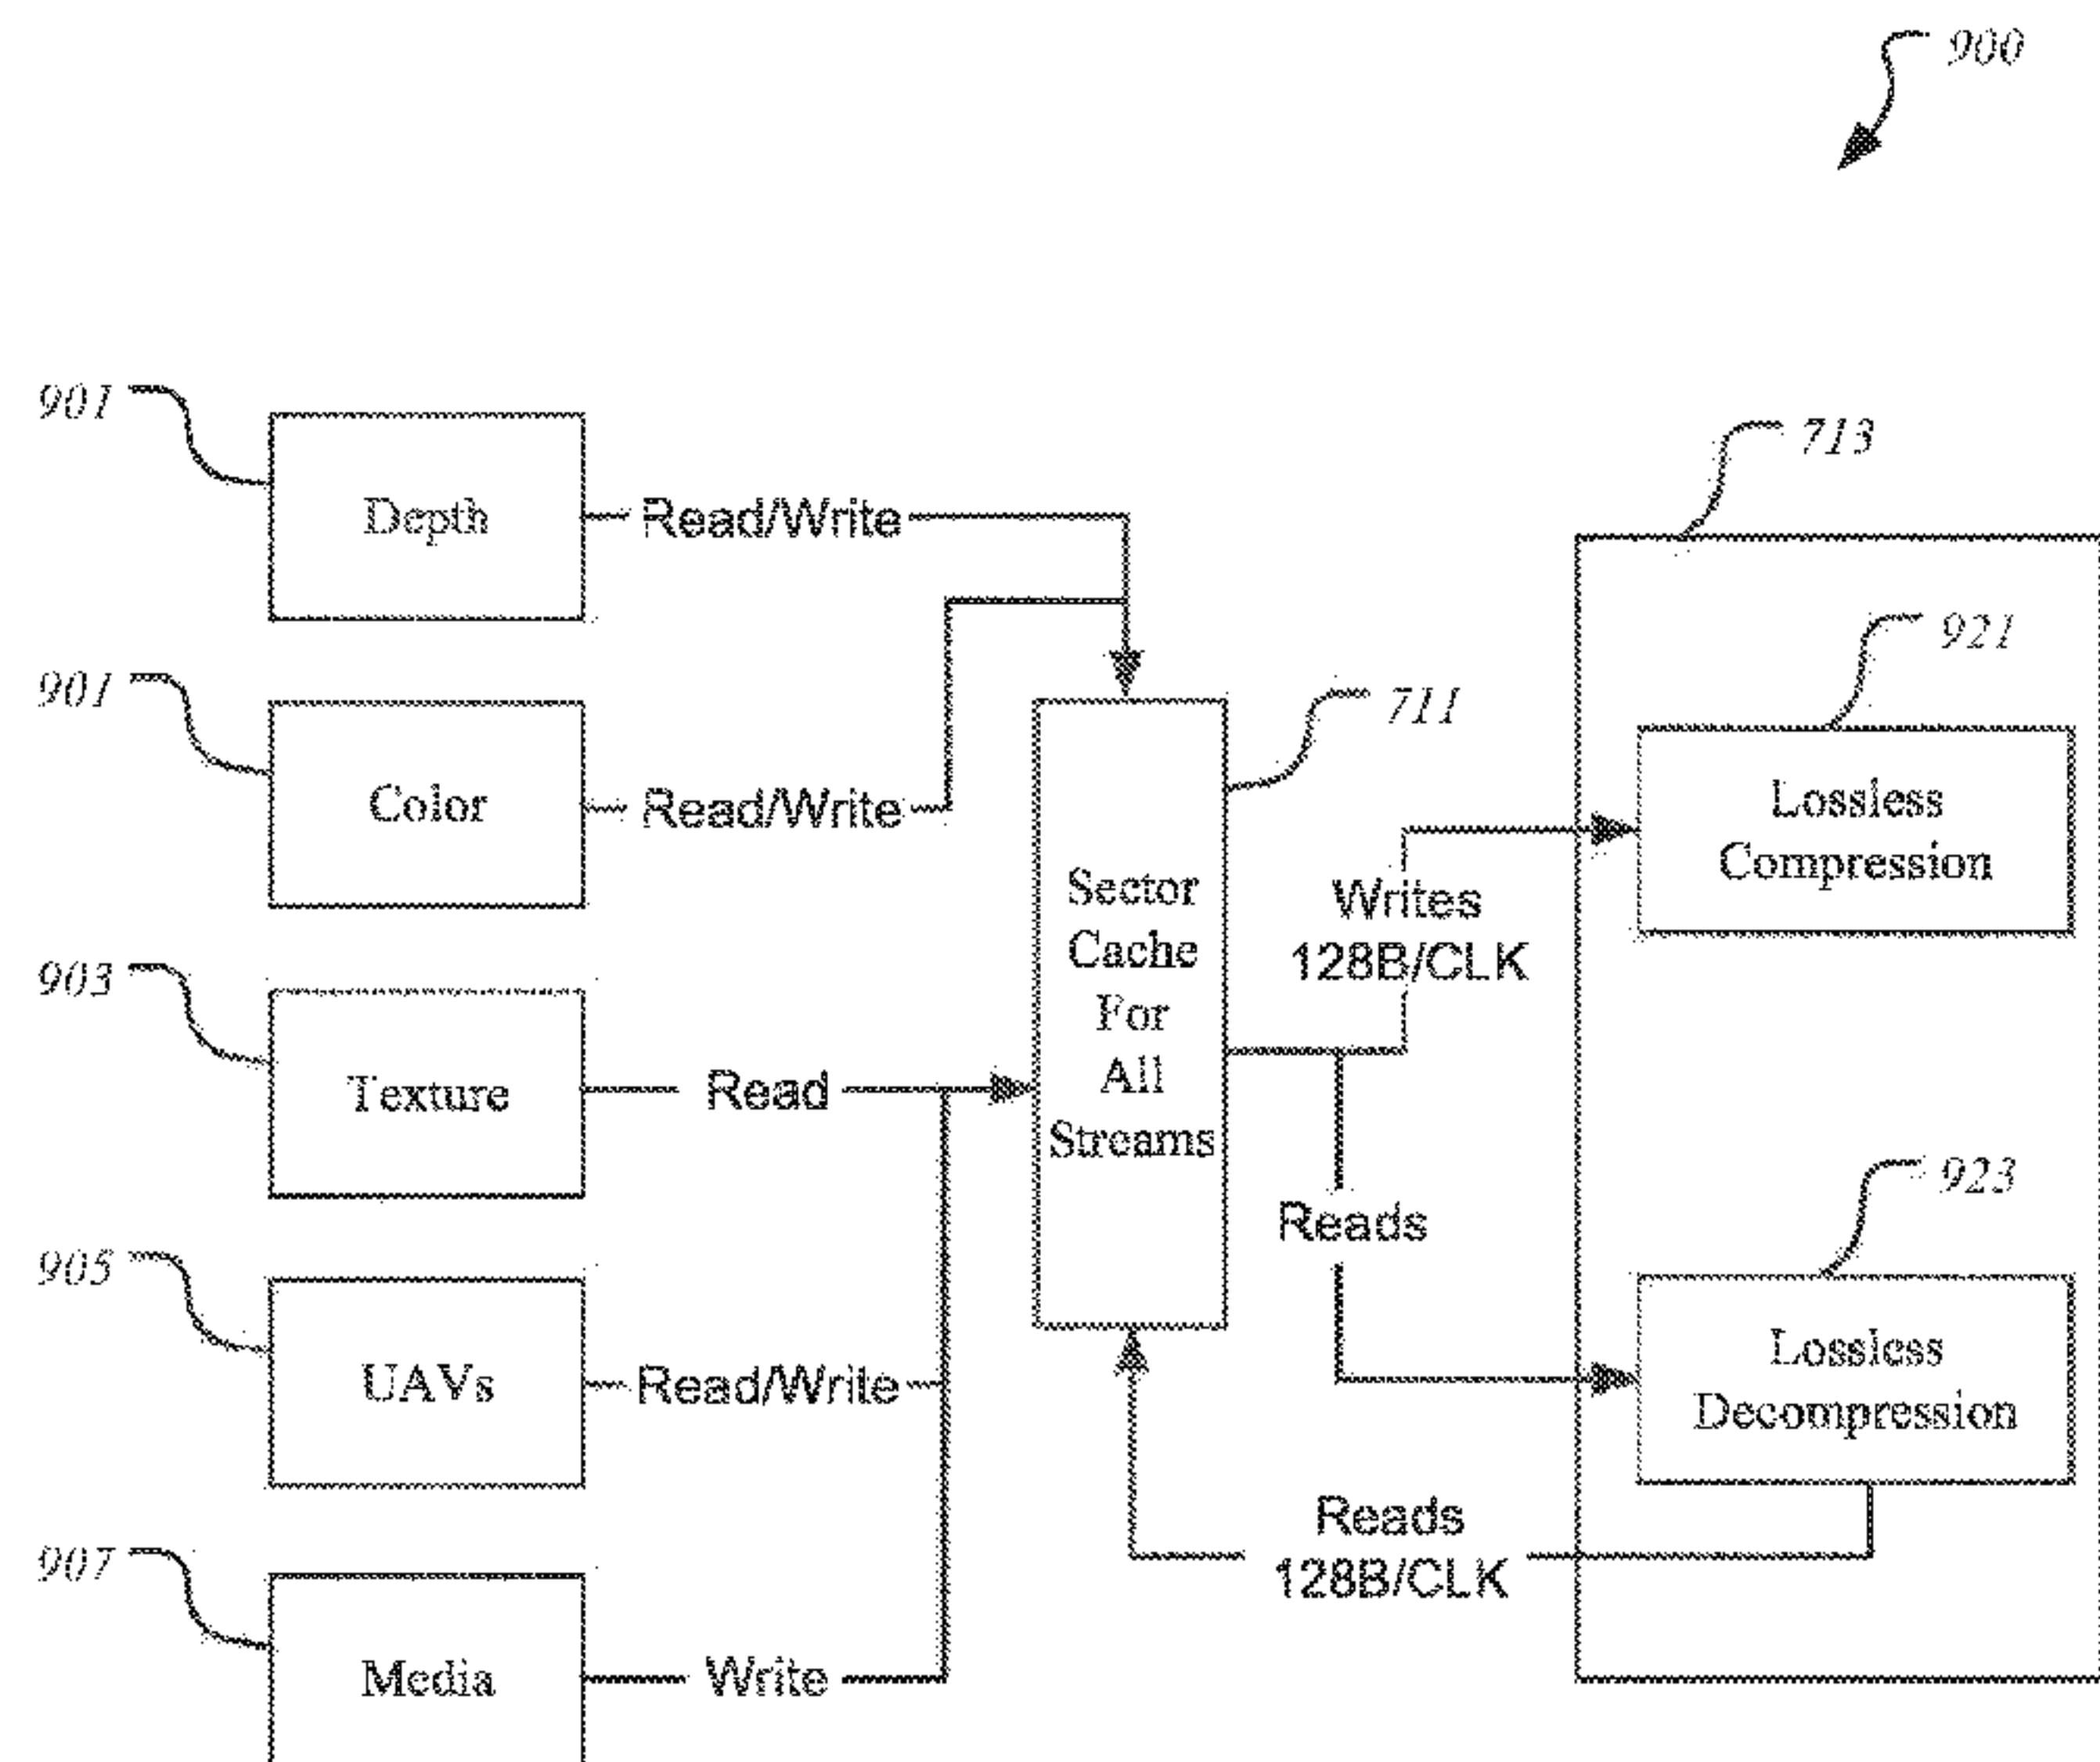 900
901
Depth
Read/Write
713
921
901
Color
Read/Write
711
Lossless
Compression
Sector
Cache
For
All
Streams
Writes
128B/CLK
903
Texture
Read
923
Reads
905
UAVs
Read/Write
Lossless
Decompression
Reads
128B/CLK
907
Media
Write